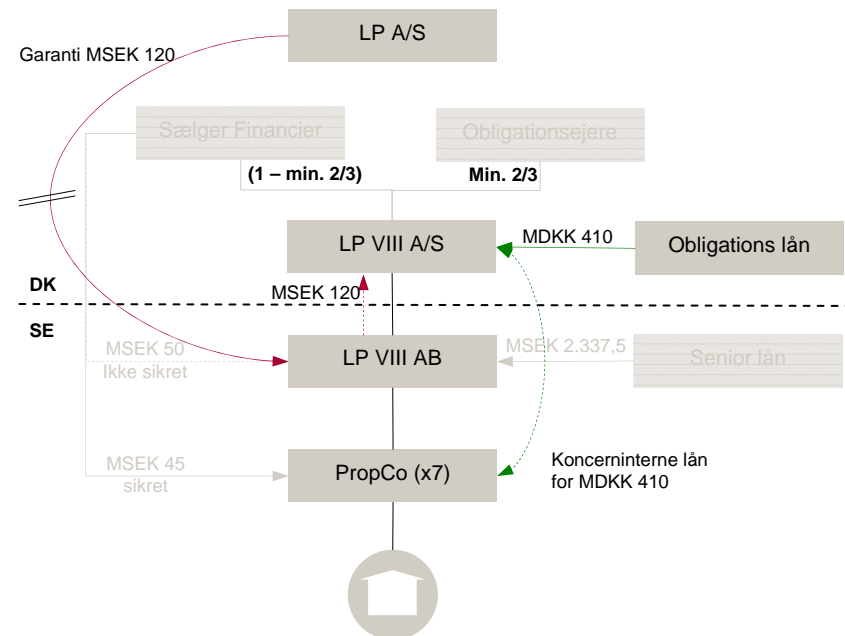 LP A/S
Garanti MSEK 120
Sælger Financier
Obligationsejere
(1 – min. 2/3)
Min. 2/3
LP VIII A/S
MDKK 410
Obligations lån
DK
MSEK 120
SE
MSEK 50
Ikke sikret
LP VIII AB
MSEK 2.337,5
Senior lån
MSEK 45
sikret
PropCo (x7)
Koncerninterne lån
for MDKK 410